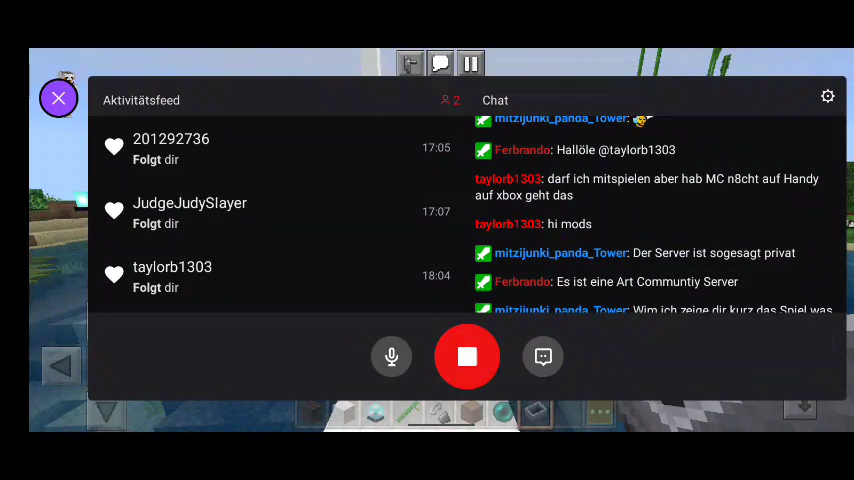 Aktivitätsfeed
2
201292736
Folgt dir
17:05
JudgeJudySlayer
Folgt dir
17:07
taylorb1303
Folgt dir
18:04
Chat
mitzijunki_panda_Tower:
Ferbrando: Hallöle @taylorb1303
taylorb1303: darf ich mitspielen aber hab MC n8cht auf Handy
auf xbox geht das
taylorb1303: hi mods
mitzijunki_panda_Tower: Der Server ist sogesagt privat
Ferbrando: Es ist eine Art Communtiy Server
mitzijunki_panda_Tower: Wim ich zeige dir kurz das Spiel was